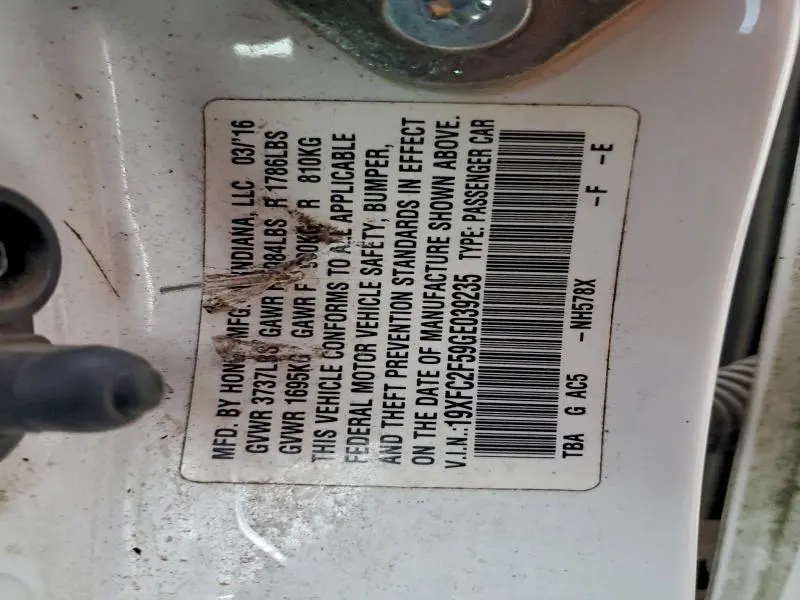 MFD. BY MFG. INDIANA, LLC 03/'16
GVWR 3737LBS GAWR R 1786LBS
GVWR 1695KG GAWR F R 810KG
THIS VEHICLE CONFORMS TO ALL APPLICABLE
FEDERAL MOTOR VEHICLE SAFETY, BUMPER,
AND THEFT PREVENTION STANDARDS IN EFFECT
ON THE DATE OF MANUFACTURE SHOWN ABOVE.
V.I.N.:19XFC2F59GE039235 TYPE: PASSENGER CAR
TBA G AC5 -NH578X -F -E